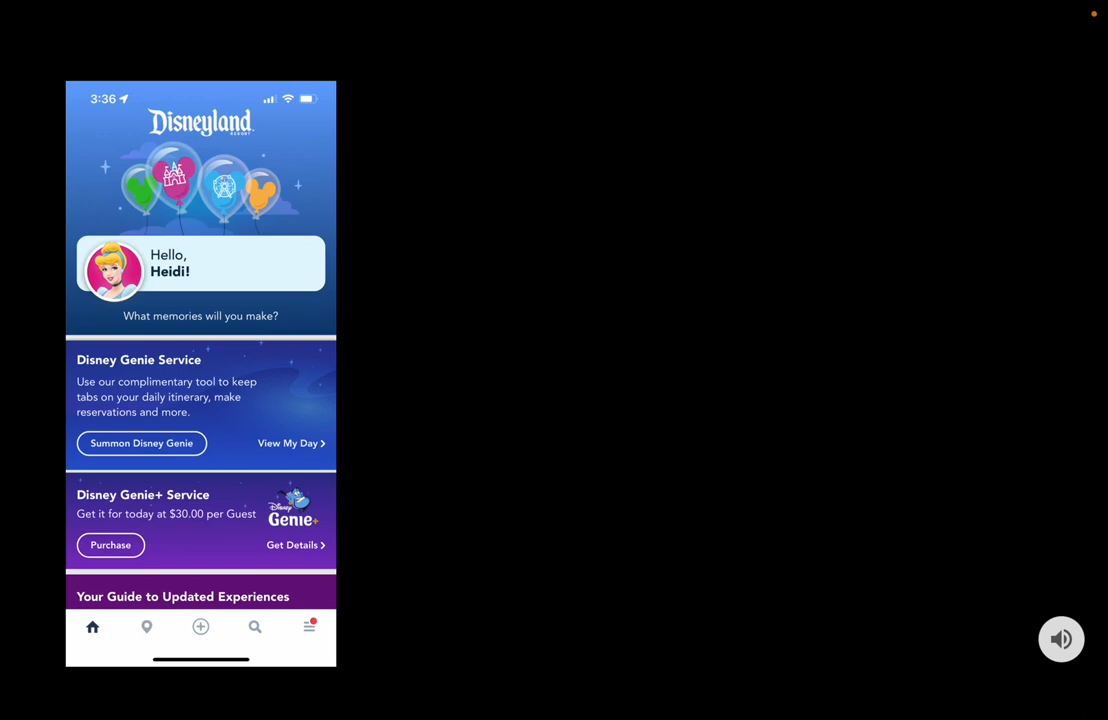 3:36
Disneyland
RESORT
Hello,
Heidi!
What memories will you make?
Disney Genie Service
Use our complimentary tool to keep
tabs on your daily itinerary, make
reservations and more.
Summon Disney Genie
View My Day
Disney Genie+ Service
Get it for today at $30.00 per Guest
Disney
Genie+
Purchase
Get Details
Your Guide to Updated Experiences